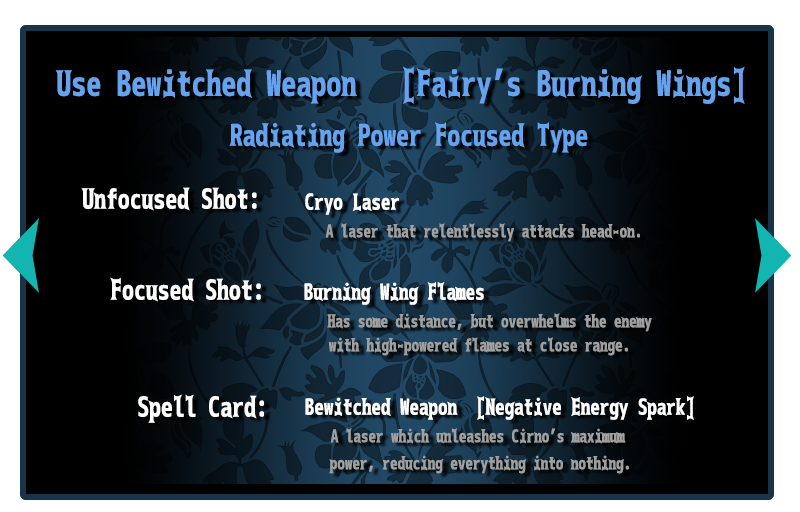 Use Bewitched Weapon [Fairy's Burning Wings]
Radiating Power Focused Type
Unfocused Shot: Cryo Laser
A laser that relentlessly attacks head-on.
Focused Shot: Burning Wing Flames
Has some distance, but overwhelms the enemy
with high-powered flames at close range.
Spell Card: Bewitched Weapon [Negative Energy Spark]
A laser which unleashes Cirno's maximum
power, reducing everything into nothing.